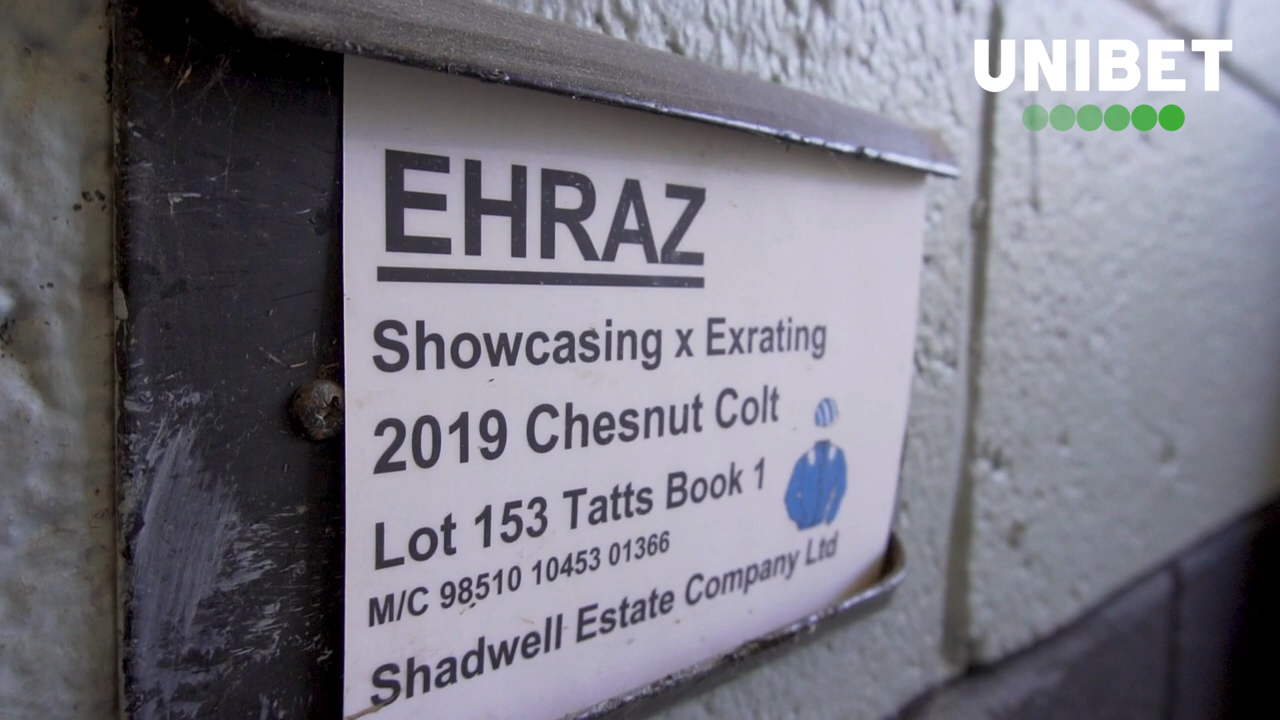 UNIBET
EHRAZ
Showcasing x Exrating
2019 Chesnut Colt
Lot 153 Tatts Book 1
M/C 98510 10453 01366
Shadwell Estate Company Ltd